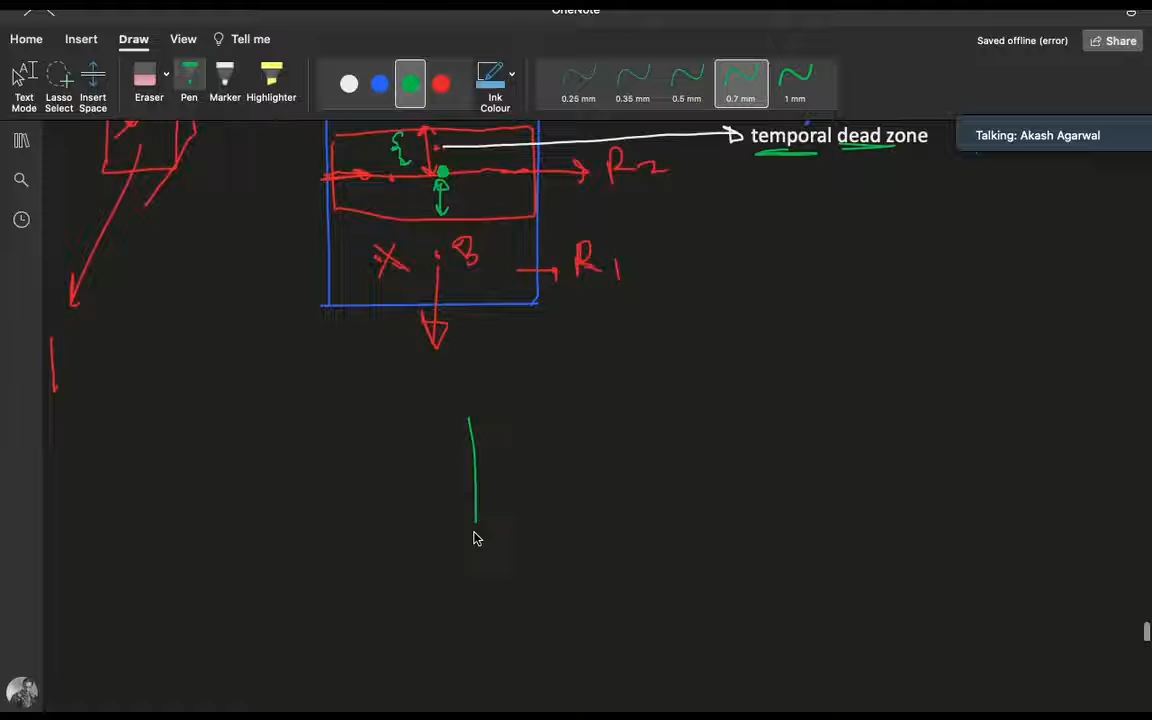 OneNote
Home Insert Draw View Tell me
Saved offline (error) Share
Text Mode
Lasso Select
Insert Space
Eraser
Pen
Marker
Highlighter
Ink Colour
0.25 mm 0.35 mm 0.5 mm 0.7 mm 1 mm
temporal dead zone
Talking: Akash Agarwal
R2
X B
R1